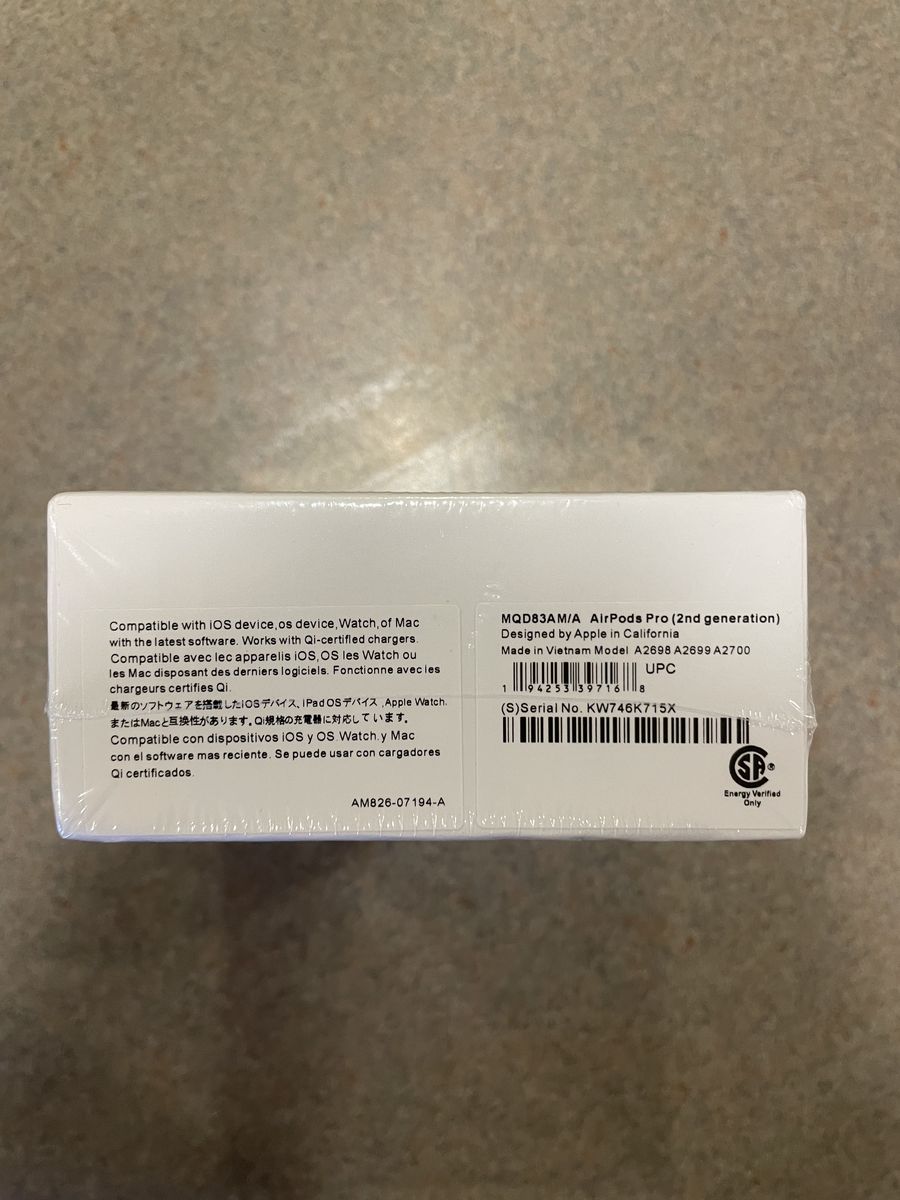 Compatible with iOS device,os device,Watch,of Mac
with the latest software. Works with Qi-certified chargers.
Compatible avec lec apparelis iOS,OS les Watch ou
les Mac disposant des derniers logiciels. Fonctionne avec les
chargeurs certifies Qi.
最新のソフトウェアを搭載したiOSデバイス, iPad OSデバイス ,Apple Watch.
またはMacと互換性があります。Qi規格の充電器に対応しています。
Compatible con dispositivos iOS y OS.Watch.y Mac
con el software mas reciente. Se puede usar con cargadores
Qi certificados.
AM826-07194-A
MQD83AM/A AirPods Pro (2nd generation)
Designed by Apple in California
Made in Vietnam Model A2698 A2699 A2700
UPC
1 94253 39716 8
(S)Serial No. KW746K715X
SA®
Energy Verified
Only